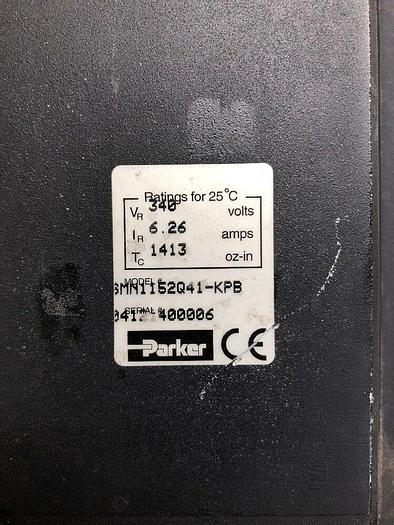 Ratings for 25°C
VR 340 volts
IR 6.26 amps
TC 1413 oz-in
MODEL #
SMN1152Q41-KPB
SERIAL #
400006
Parker CE